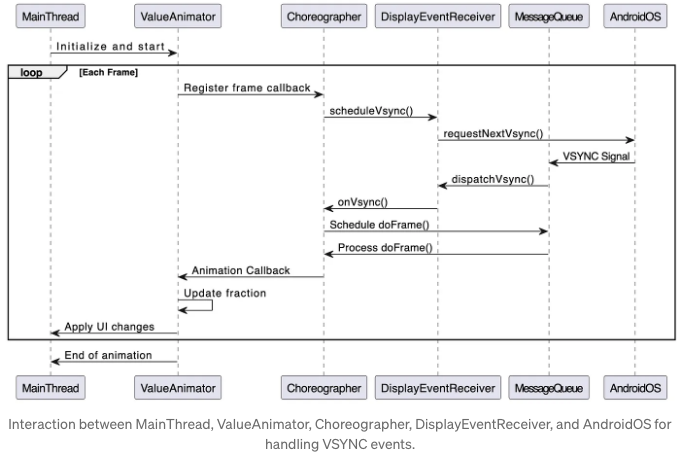 MainThread ValueAnimator Choreographer DisplayEventReceiver MessageQueue AndroidOS
Initialize and start
loop [Each Frame]
Register frame callback
scheduleVsync()
requestNextVsync()
VSYNC Signal
dispatchVsync()
onVsync()
Schedule doFrame()
Process doFrame()
Animation Callback
Update fraction
Apply UI changes
End of animation
MainThread ValueAnimator Choreographer DisplayEventReceiver MessageQueue AndroidOS
Interaction between MainThread, ValueAnimator, Choreographer, DisplayEventReceiver, and AndroidOS for
handling VSYNC events.